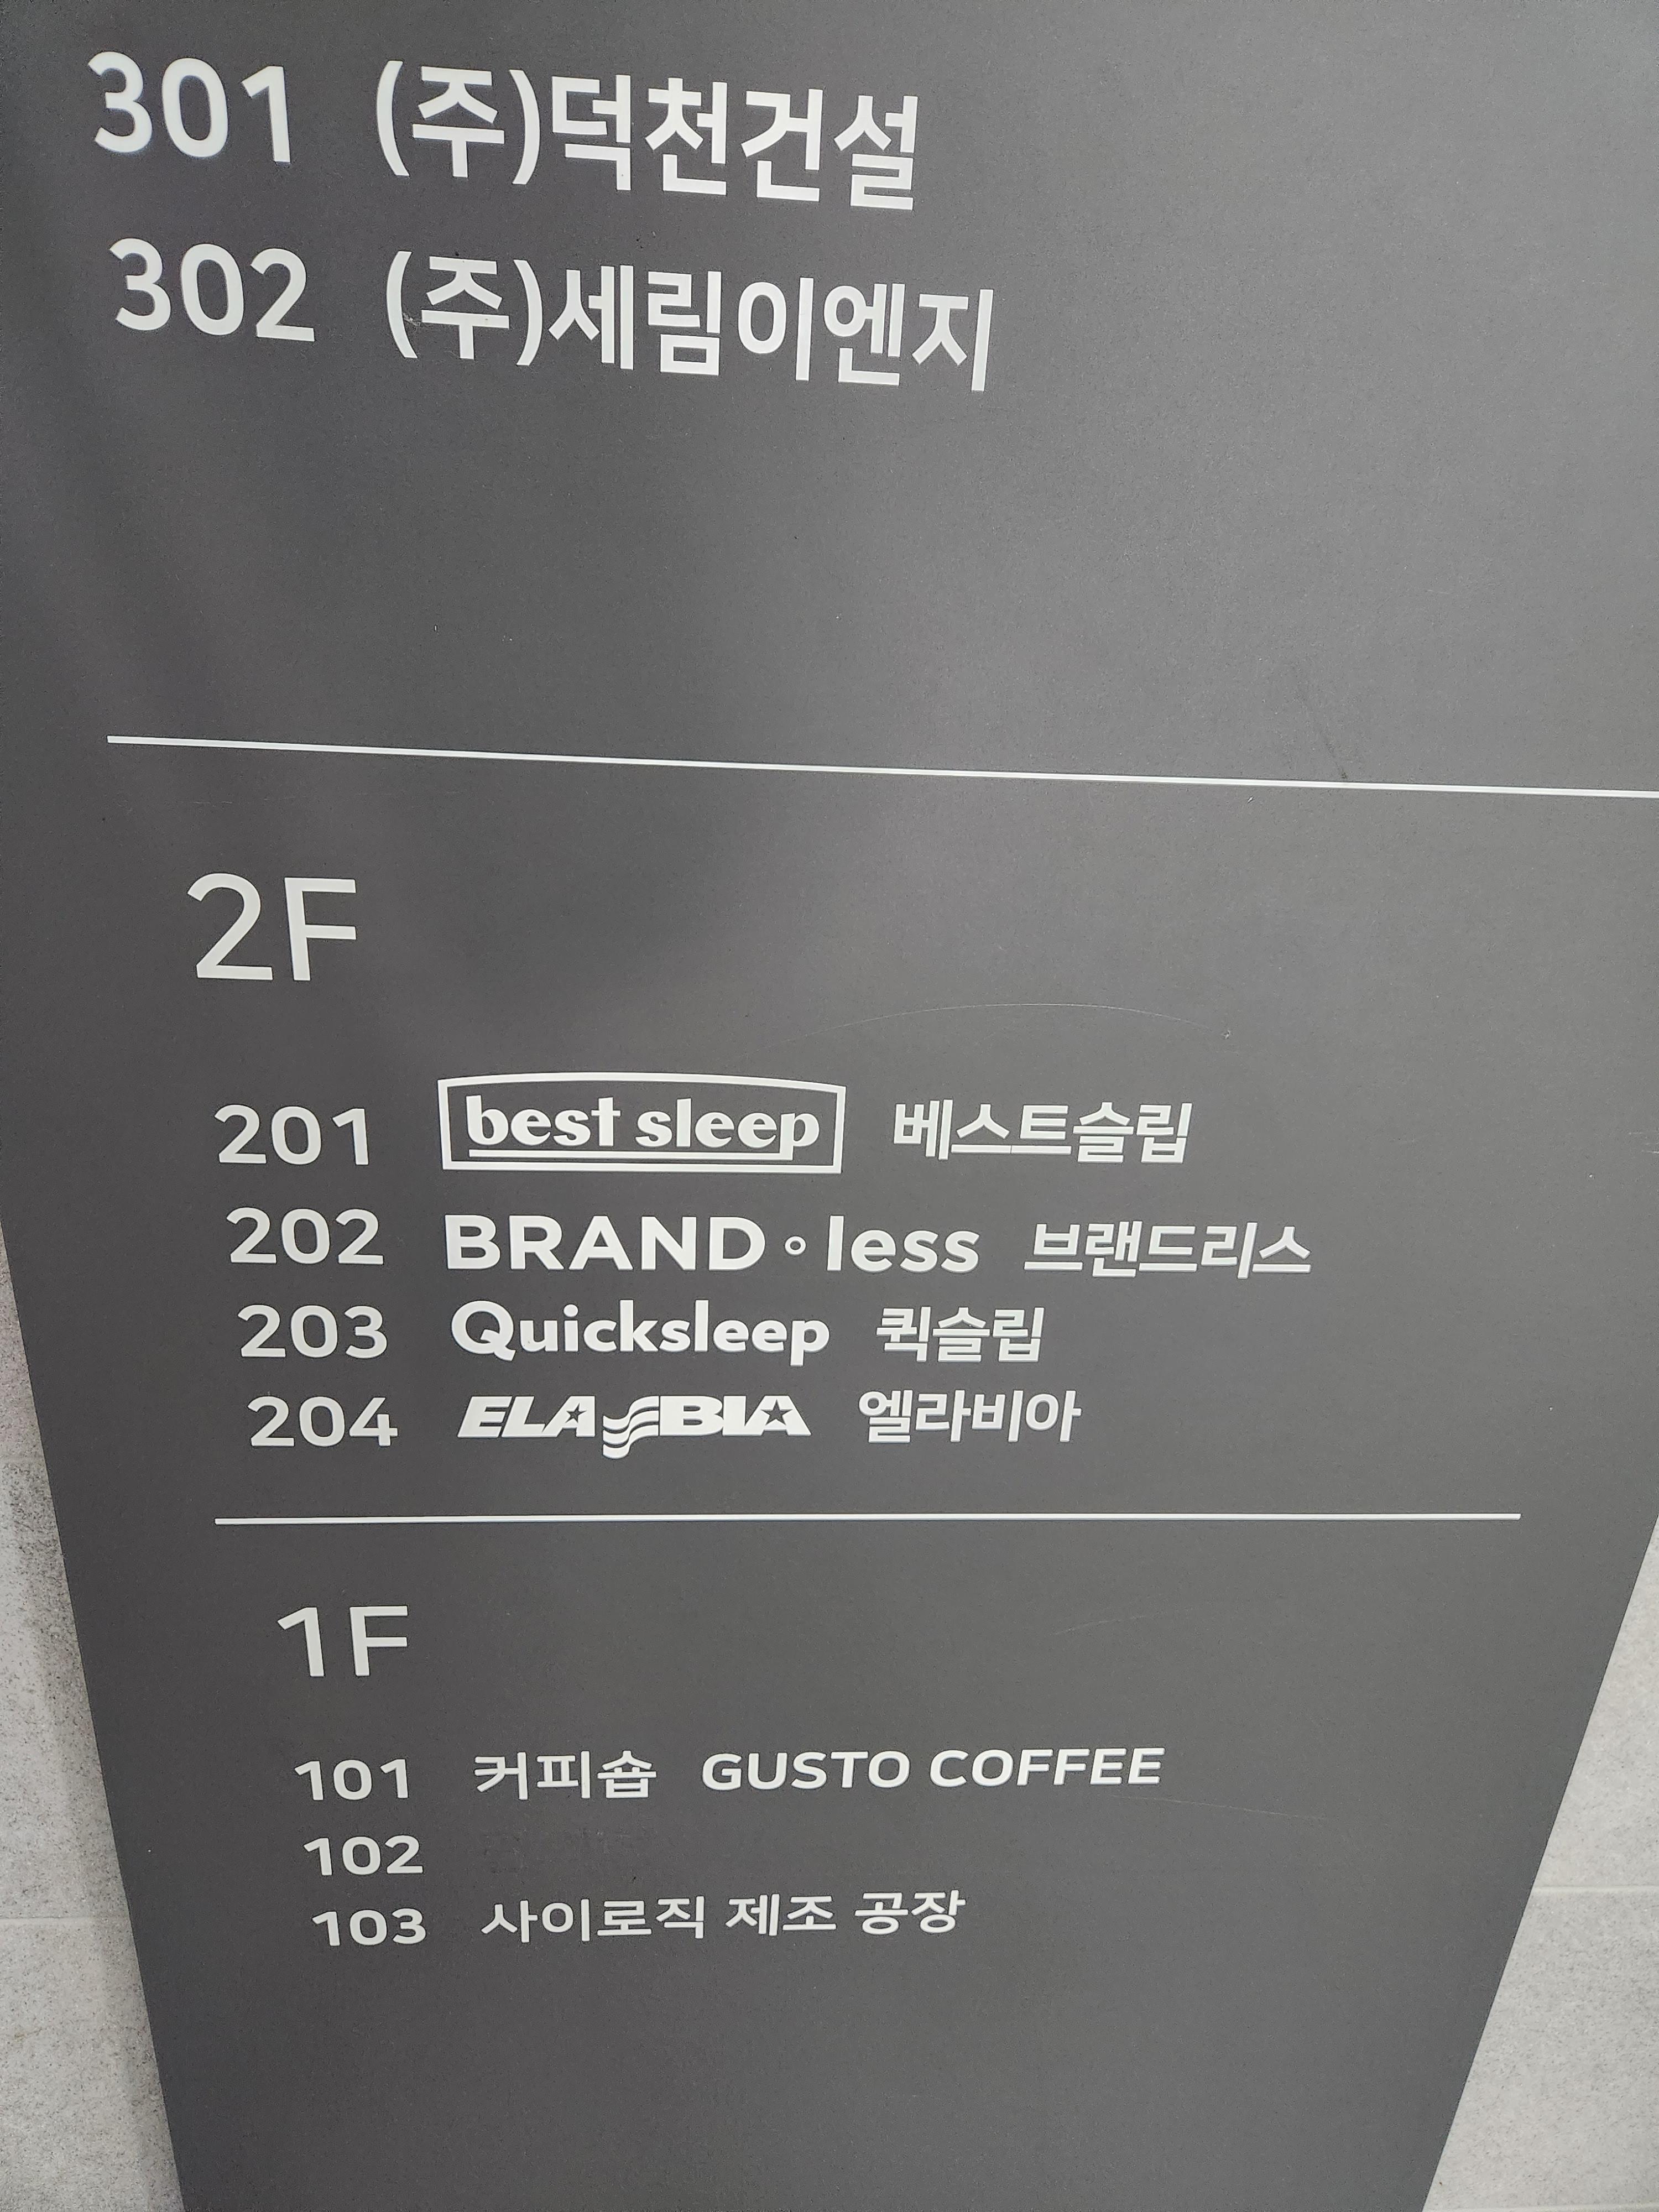 301 (주)덕천건설
302 (주)세림이엔지
2F
201 best sleep 베스트슬립
202 BRAND∘less 브랜드리스
203 Quicksleep 퀵슬립
204 ELABIA 엘라비아
1F
101 커피숍 GUSTO COFFEE
102
103 사이로직 제조 공장